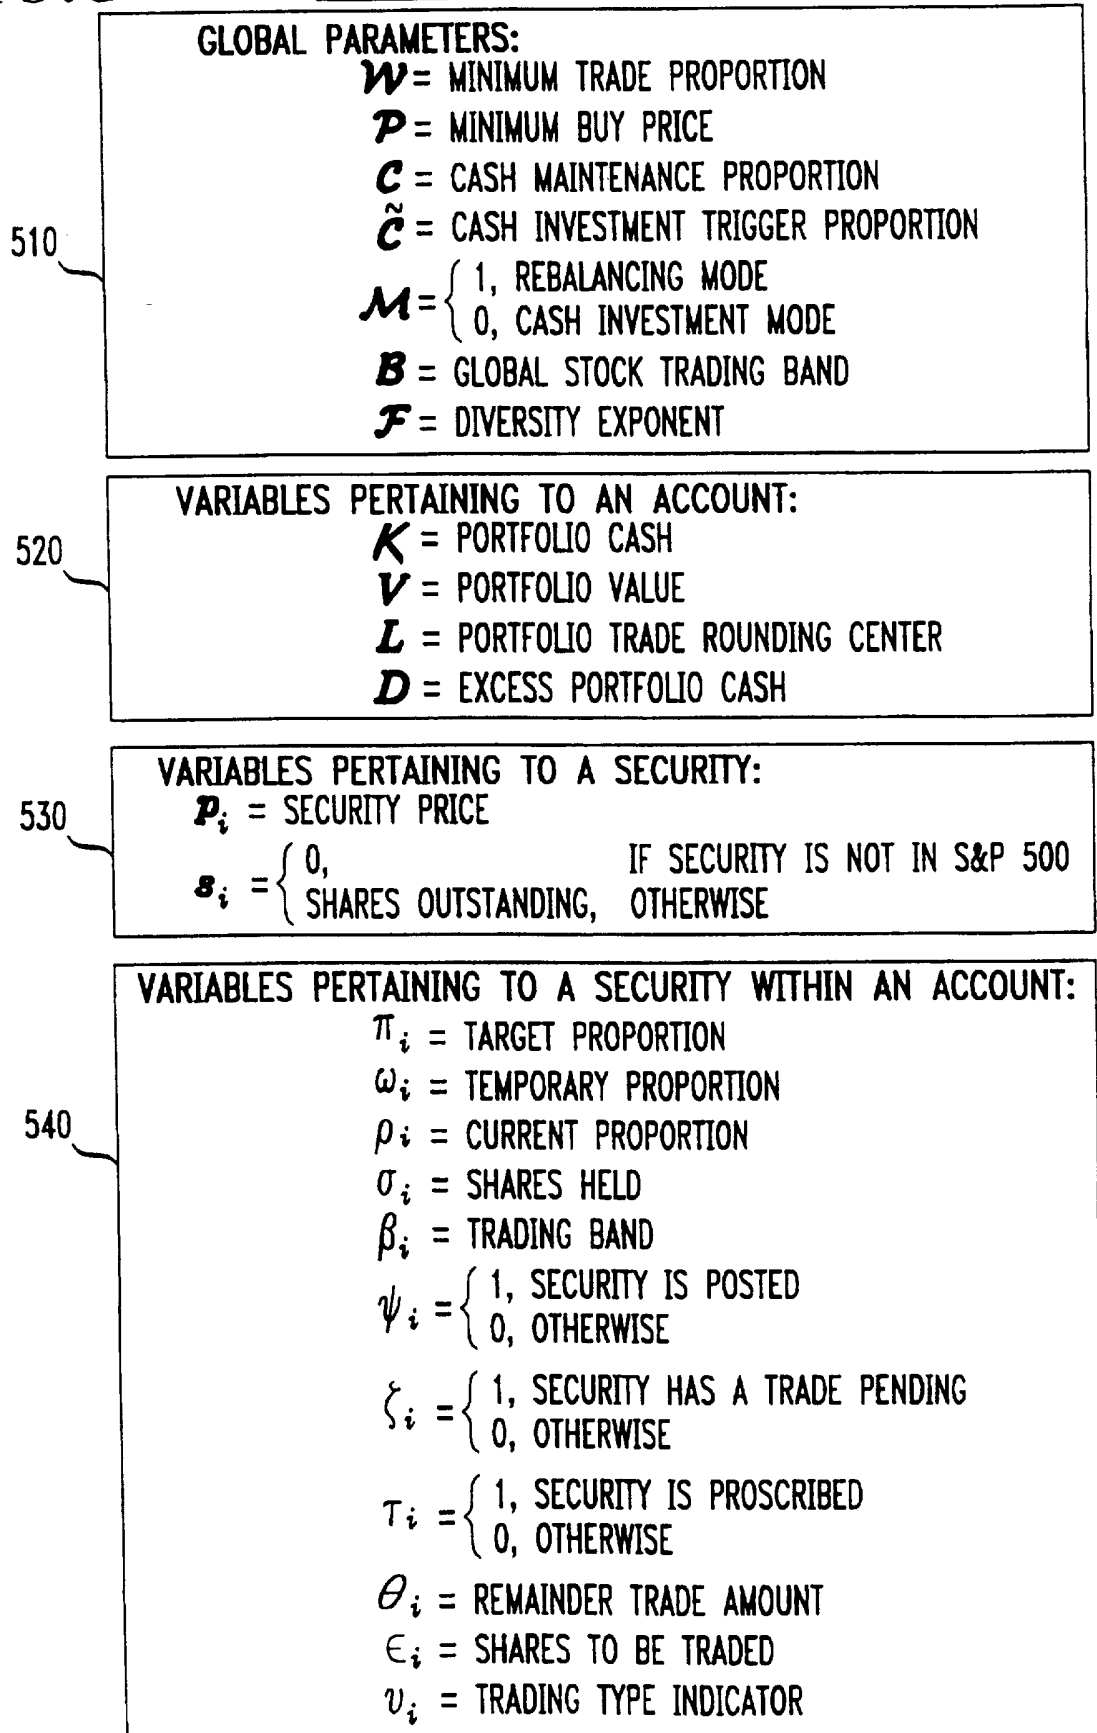 GLOBAL PARAMETERS:
𝒲 = MINIMUM TRADE PROPORTION
𝒫 = MINIMUM BUY PRICE
𝒞 = CASH MAINTENANCE PROPORTION
𝒞̃ = CASH INVESTMENT TRIGGER PROPORTION
510
ℳ = { 1, REBALANCING MODE
0, CASH INVESTMENT MODE
ℬ = GLOBAL STOCK TRADING BAND
ℱ = DIVERSITY EXPONENT
VARIABLES PERTAINING TO AN ACCOUNT:
520
K = PORTFOLIO CASH
V = PORTFOLIO VALUE
L = PORTFOLIO TRADE ROUNDING CENTER
D = EXCESS PORTFOLIO CASH
VARIABLES PERTAINING TO A SECURITY:
530
pᵢ = SECURITY PRICE
sᵢ = { 0, IF SECURITY IS NOT IN S&P 500
SHARES OUTSTANDING, OTHERWISE
VARIABLES PERTAINING TO A SECURITY WITHIN AN ACCOUNT:
πᵢ = TARGET PROPORTION
ωᵢ = TEMPORARY PROPORTION
540
ρᵢ = CURRENT PROPORTION
σᵢ = SHARES HELD
βᵢ = TRADING BAND
ψᵢ = { 1, SECURITY IS POSTED
0, OTHERWISE
ζᵢ = { 1, SECURITY HAS A TRADE PENDING
0, OTHERWISE
τᵢ = { 1, SECURITY IS PROSCRIBED
0, OTHERWISE
θᵢ = REMAINDER TRADE AMOUNT
ϵᵢ = SHARES TO BE TRADED
υᵢ = TRADING TYPE INDICATOR